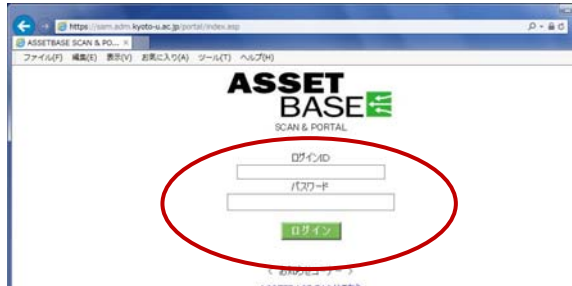 https://sam.adm.kyoto-u.ac.jp/portal/index.asp
ASSETBASE SCAN & PO...
ファイル(F) 編集(E) 表示(V) お気に入り(A) ツール(T) ヘルプ(H)
ASSET
BASE
SCAN & PORTAL
ログインID
パスワード
ログイン